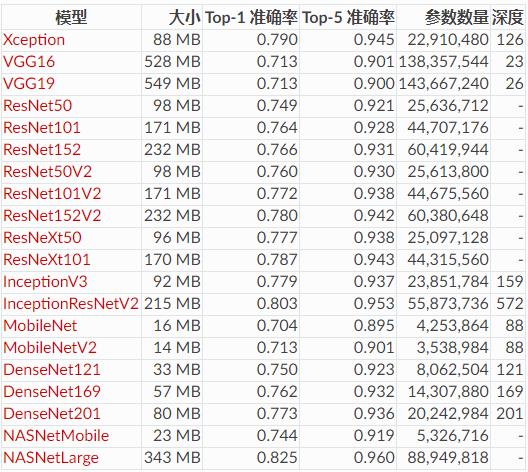 模型 大小 Top-1 准确率 Top-5 准确率 参数数量 深度
Xception 88 MB 0.790 0.945 22,910,480 126
VGG16 528 MB 0.713 0.901 138,357,544 23
VGG19 549 MB 0.713 0.900 143,667,240 26
ResNet50 98 MB 0.749 0.921 25,636,712 -
ResNet101 171 MB 0.764 0.928 44,707,176 -
ResNet152 232 MB 0.766 0.931 60,419,944 -
ResNet50V2 98 MB 0.760 0.930 25,613,800 -
ResNet101V2 171 MB 0.772 0.938 44,675,560 -
ResNet152V2 232 MB 0.780 0.942 60,380,648 -
ResNeXt50 96 MB 0.777 0.938 25,097,128 -
ResNeXt101 170 MB 0.787 0.943 44,315,560 -
InceptionV3 92 MB 0.779 0.937 23,851,784 159
InceptionResNetV2 215 MB 0.803 0.953 55,873,736 572
MobileNet 16 MB 0.704 0.895 4,253,864 88
MobileNetV2 14 MB 0.713 0.901 3,538,984 88
DenseNet121 33 MB 0.750 0.923 8,062,504 121
DenseNet169 57 MB 0.762 0.932 14,307,880 169
DenseNet201 80 MB 0.773 0.936 20,242,984 201
NASNetMobile 23 MB 0.744 0.919 5,326,716 -
NASNetLarge 343 MB 0.825 0.960 88,949,818 -